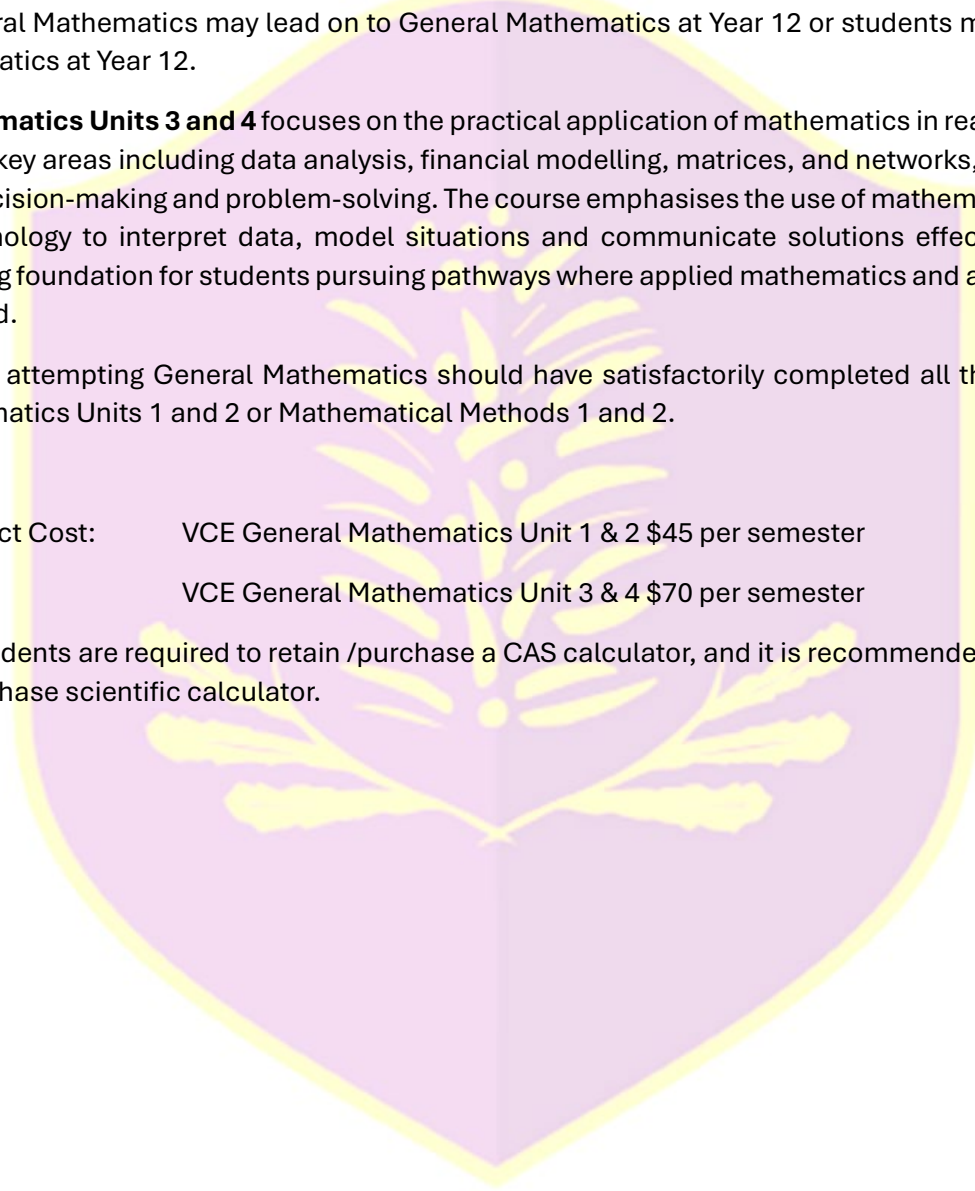 ral Mathematics may lead on to General Mathematics at Year 12 or students m
atics at Year 12.
matics Units 3 and 4 focuses on the practical application of mathematics in rea
key areas including data analysis, financial modelling, matrices, and networks,
cision-making and problem-solving. The course emphasises the use of mathem
nology to interpret data, model situations and communicate solutions effec
g foundation for students pursuing pathways where applied mathematics and a
d.
attempting General Mathematics should have satisfactorily completed all th
natics Units 1 and 2 or Mathematical Methods 1 and 2.
ct Cost: VCE General Mathematics Unit 1 & 2 $45 per semester
VCE General Mathematics Unit 3 & 4 $70 per semester
dents are required to retain /purchase a CAS calculator, and it is recommende
hase scientific calculator.